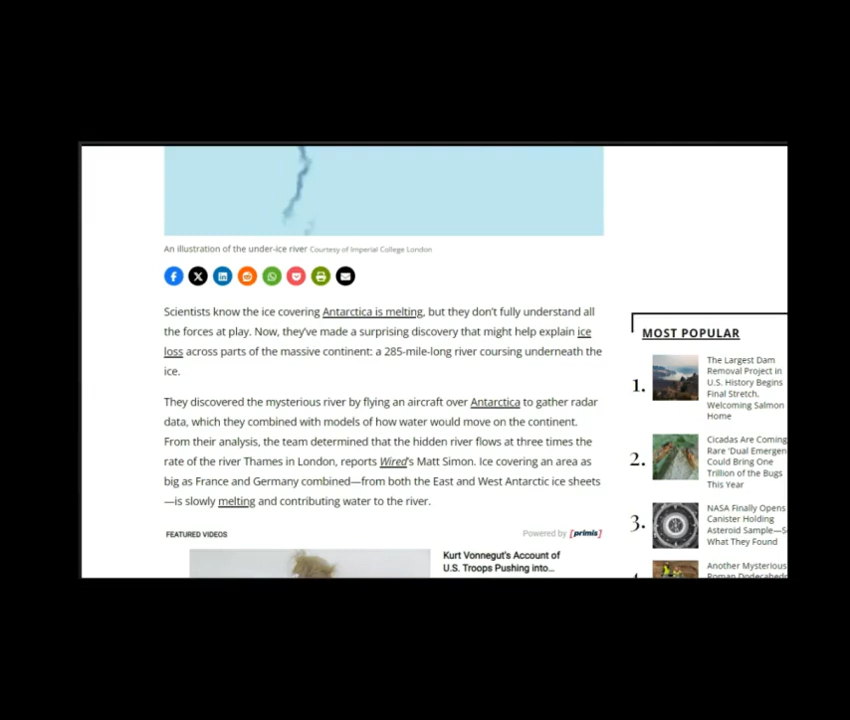 An illustration of the under-ice river Courtesy of Imperial College London
Scientists know the ice covering Antarctica is melting, but they don't fully understand all
the forces at play. Now, they've made a surprising discovery that might help explain ice
loss across parts of the massive continent: a 285-mile-long river coursing underneath the
ice.
They discovered the mysterious river by flying an aircraft over Antarctica to gather radar
data, which they combined with models of how water would move on the continent.
From their analysis, the team determined that the hidden river flows at three times the
rate of the river Thames in London, reports Wired's Matt Simon. Ice covering an area as
big as France and Germany combined—from both the East and West Antarctic ice sheets
—is slowly melting and contributing water to the river.
FEATURED VIDEOS
Powered by [primis]
Kurt Vonnegut's Account of
U.S. Troops Pushing into...
MOST POPULAR
1.
The Largest Dam
Removal Project in
U.S. History Begins
Final Stretch,
Welcoming Salmon
Home
2.
Cicadas Are Coming
Rare 'Dual Emergen
Could Bring One
Trillion of the Bugs
This Year
3.
NASA Finally Opens
Canister Holding
Asteroid Sample—S
What They Found
Another Mysterious
Roman Dodecahed